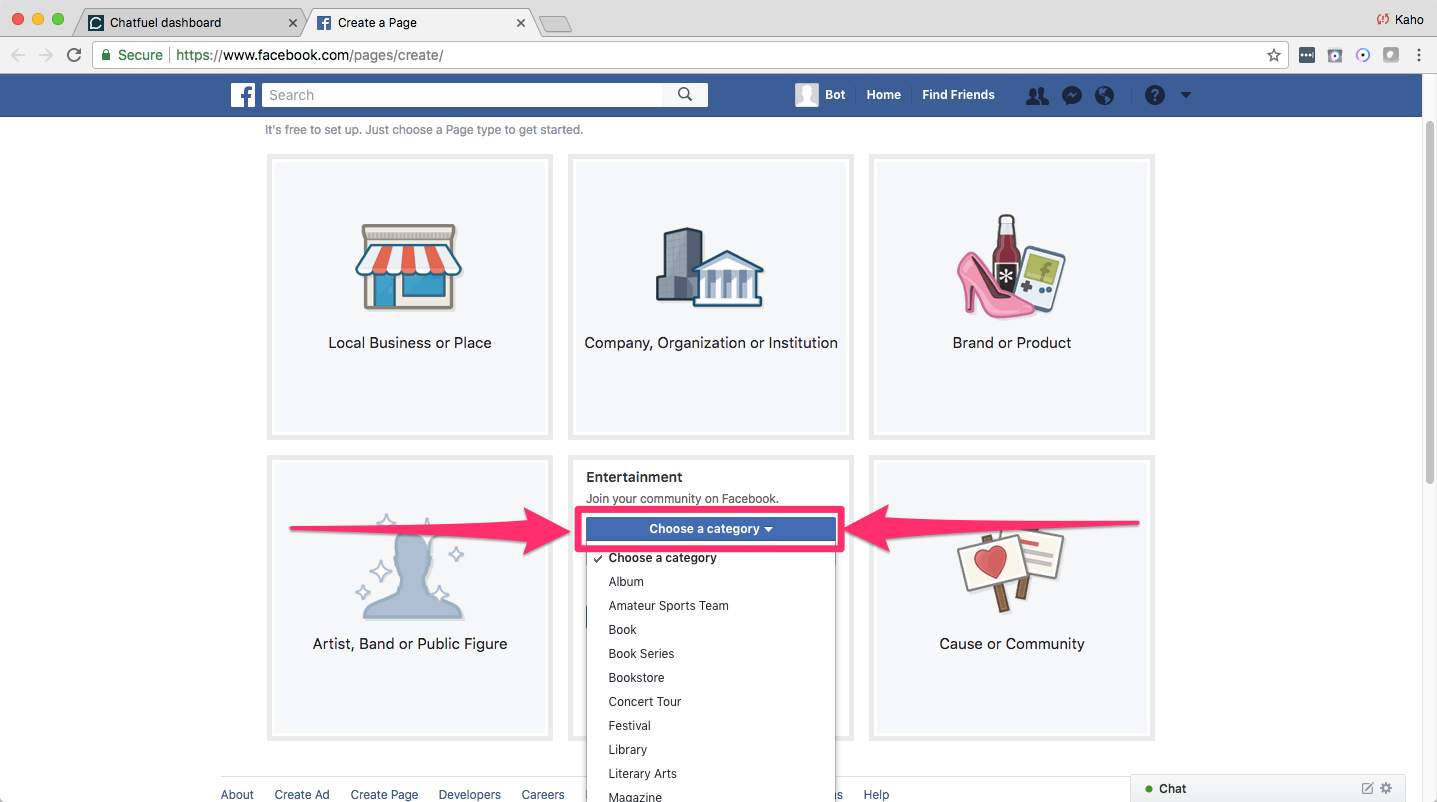 Chatfuel dashboard
Create a Page
Kaho
Secure
https://www.facebook.com/pages/create/
Search
Bot
Home
Find Friends
It's free to set up. Just choose a Page type to get started.
Local Business or Place
Company, Organization or Institution
Brand or Product
Artist, Band or Public Figure
Entertainment
Join your community on Facebook.
Choose a category
Choose a category
Album
Amateur Sports Team
Book
Book Series
Bookstore
Concert Tour
Festival
Library
Literary Arts
Magazine
Cause or Community
About
Create Ad
Create Page
Developers
Careers
Help
Chat